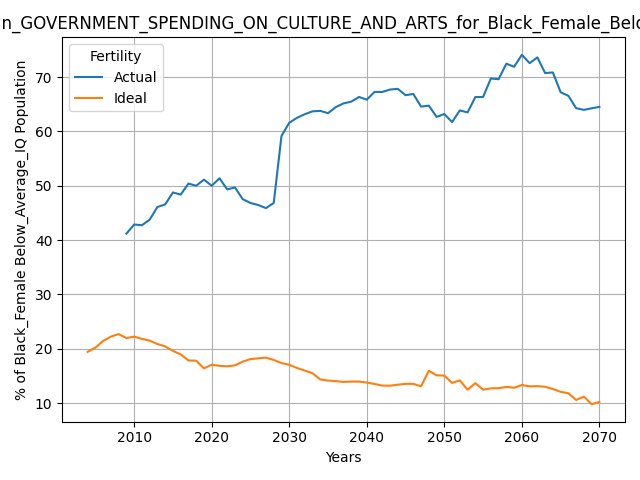 n_GOVERNMENT_SPENDING_ON_CULTURE_AND_ARTS_for_Black_Female_Belo
Fertility
Actual
Ideal
% of Black_Female Below_Average_IQ Population
70
60
50
40
30
20
10
2010 2020 2030 2040 2050 2060 2070
Years